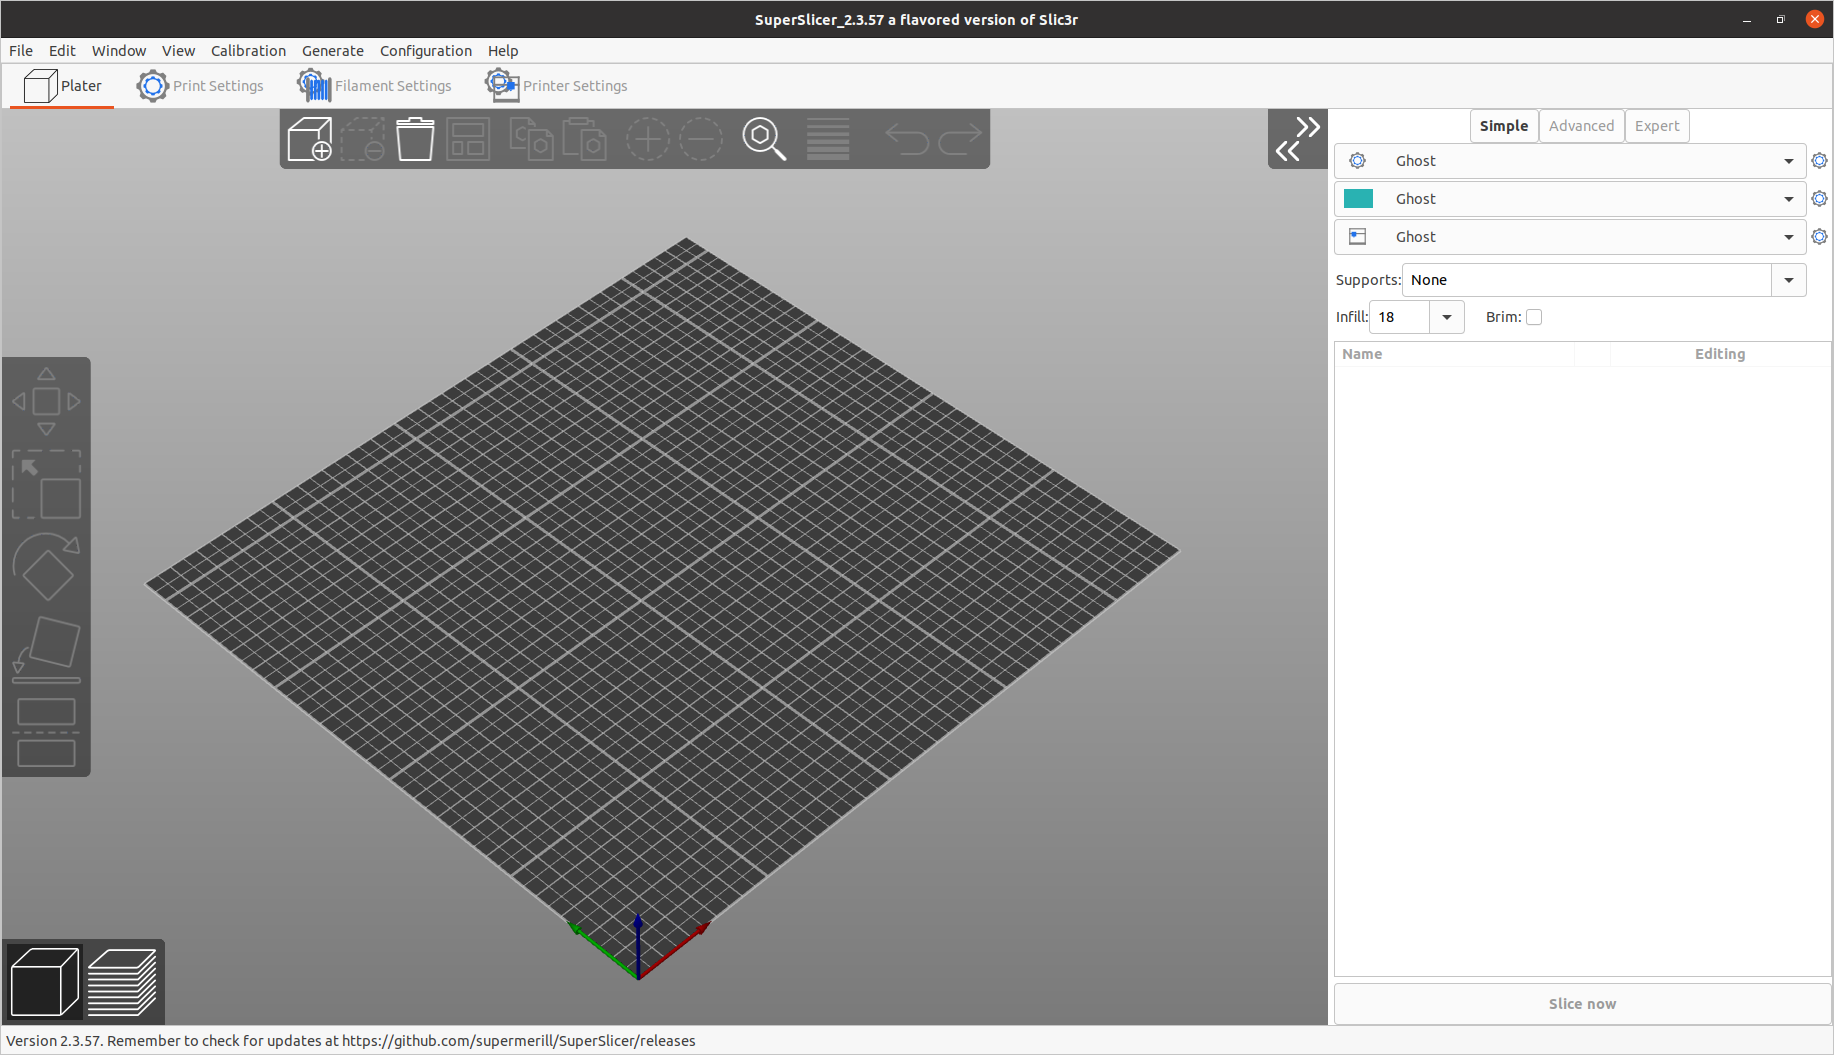 SuperSlicer_2.3.57 a flavored version of Slic3r
File Edit Window View Calibration Generate Configuration Help
Plater Print Settings Filament Settings Printer Settings
Simple Advanced Expert
Ghost
Ghost
Ghost
Supports: None
Infill: 18 Brim:
Name Editing
Slice now
Version 2.3.57. Remember to check for updates at https://github.com/supermerill/SuperSlicer/releases